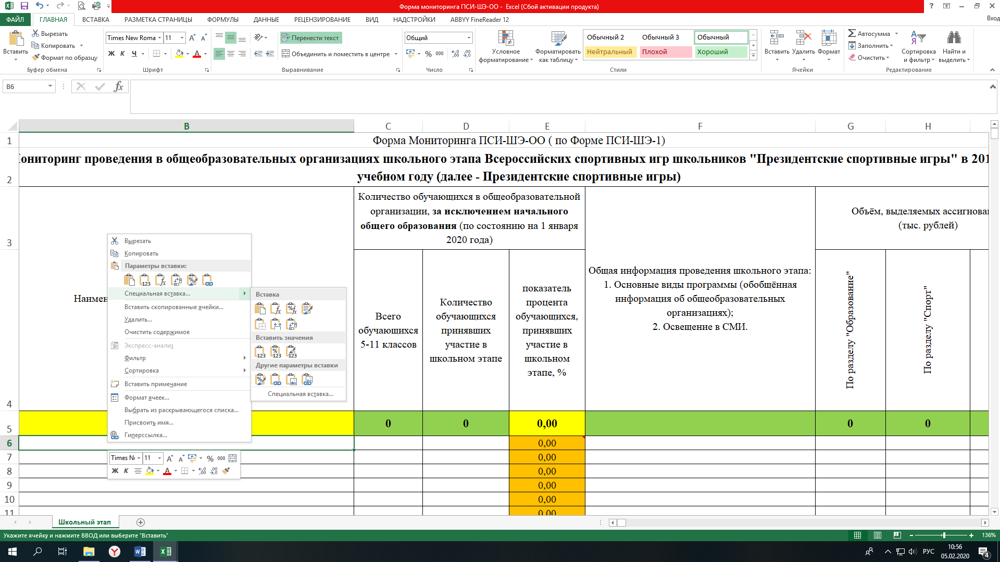 Форма мониторинга ПСИ-ШЭ-ОО - Excel (Сбой активации продукта)
ФАЙЛ ГЛАВНАЯ ВСТАВКА РАЗМЕТКА СТРАНИЦЫ ФОРМУЛЫ ДАННЫЕ РЕЦЕНЗИРОВАНИЕ ВИД НАДСТРОЙКИ ABBYY FineReader 12 Вход
Вставить
Вырезать
Копировать
Формат по образцу
Буфер обмена
Times New Roma 11
Ж К Ч
Шрифт
Перенести текст
Объединить и поместить в центре
Выравнивание
Общий
% 000
Число
Условное форматирование
Форматировать как таблицу
Обычный 2 Обычный 3 Обычный
Нейтральный Плохой Хороший
Стили
Вставить Удалить Формат
Ячейки
Автосумма
Заполнить
Очистить
Сортировка и фильтр
Найти и выделить
Редактирование
B6
fx
B C D E F G H
1 Форма Мониторинга ПСИ-ШЭ-ОО ( по Форме ПСИ-ШЭ-1)
ониторинг проведения в общеобразовательных организациях школьного этапа Всероссийских спортивных игр школьников "Президентские спортивные игры" в 201
2 учебном году (далее - Президентские спортивные игры)
3
Количество обучающихся в общеобразовательной
организации, за исключением начального
общего образования (по состоянию на 1 января
2020 года)
Объём, выделяемых ассигнован
(тыс. рублей)
4
Наимен
Всего
обучающихся
5-11 классов
Количество
обучающихся
принявших
участие в
школьном этапе
показатель
процента
обучающихся,
принявших
участие в
школьном
этапе, %
Общая информация проведения школьного этапа:
1. Основные виды программы (обобщённая
информация об общеобразовательных
организациях);
2. Освещение в СМИ.
По разделу "Образование"
По разделу "Спорт"
5 0 0 0,00 0 0
6 0,00
7 0,00
8 0,00
9 0,00
10 0,00
11 0,00
Вырезать
Копировать
Параметры вставки:
Специальная вставка...
Вставить скопированные ячейки...
Удалить...
Очистить содержимое
Экспресс-анализ
Фильтр
Сортировка
Вставить примечание
Формат ячеек...
Выбрать из раскрывающегося списка...
Присвоить имя...
Гиперссылка...
Вставка
Вставить значения
Другие параметры вставки
Специальная вставка...
Times Ne 11
% 000
Ж К
Школьный этап
Укажите ячейку и нажмите ВВОД или выберите "Вставить"
136%
РУС
10:56
05.02.2020
4